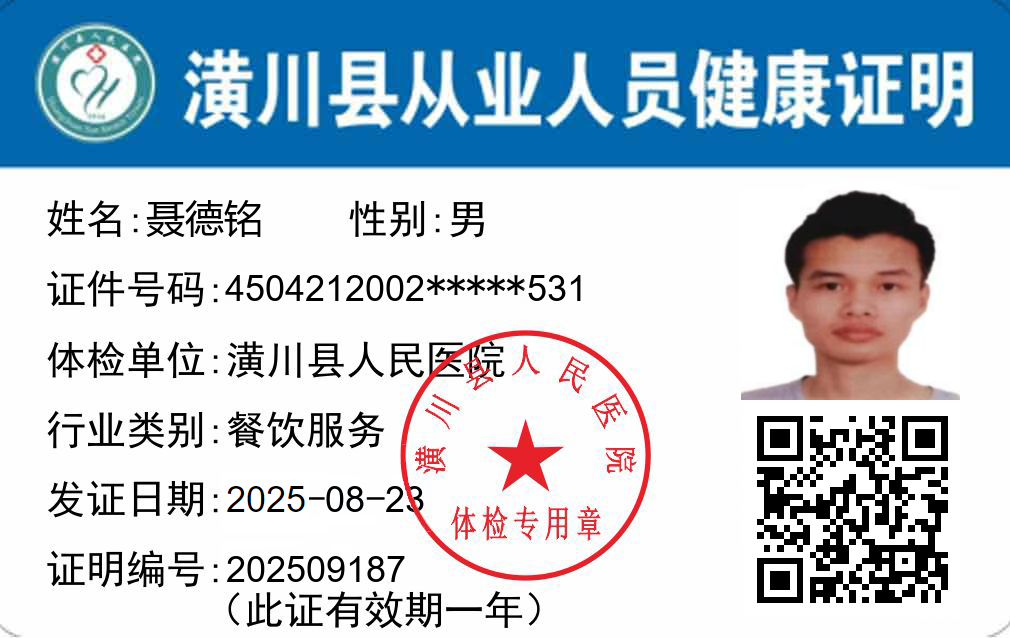 潢川县从业人员健康证明
姓名:聂德铭 性别:男
证件号码:4504212002*****531
体检单位:潢川县人民医院
行业类别:餐饮服务
发证日期:2025-08-23
证明编号:202509187
(此证有效期一年)
潢川县人民医院
体检专用章